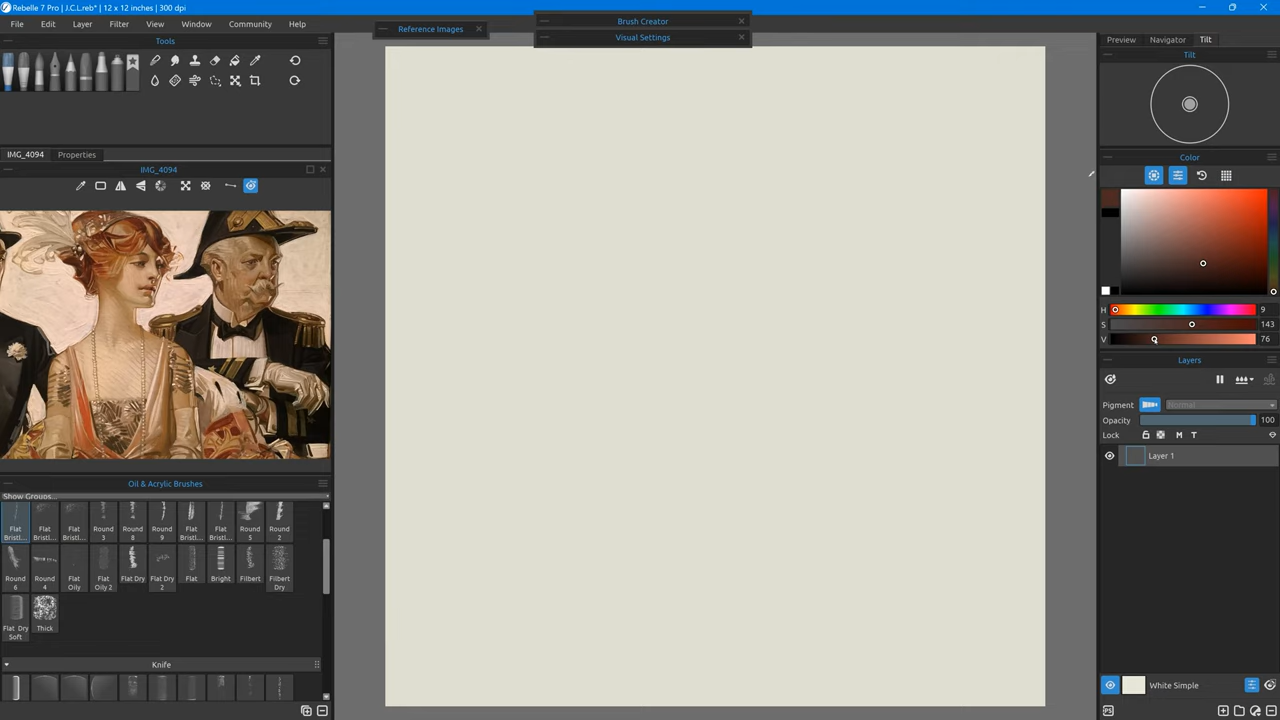 Rebelle 7 Pro | J.C.L.reb* | 12 x 12 inches | 300 dpi
File Edit Layer Filter View Window Community Help
Tools
Reference Images
Brush Creator
Visual Settings
Preview Navigator Tilt
Tilt
IMG_4094 Properties
IMG_4094
Color
H 9
S 143
V 76
Layers
Pigment Normal
Opacity 100
Lock M T
Layer 1
Oil & Acrylic Brushes
Show Groups...
Flat Bristl... Flat Bristl... Flat Bristl... Round 3 Round 8 Round 9 Flat Bristl... Flat Bristl... Round 5 Round 2
Round 6 Round 4 Flat Oily Flat Oily 2 Flat Dry Flat Dry 2 Flat Bright Filbert Filbert Dry
Flat Dry Soft Thick
Knife
White Simple
PS